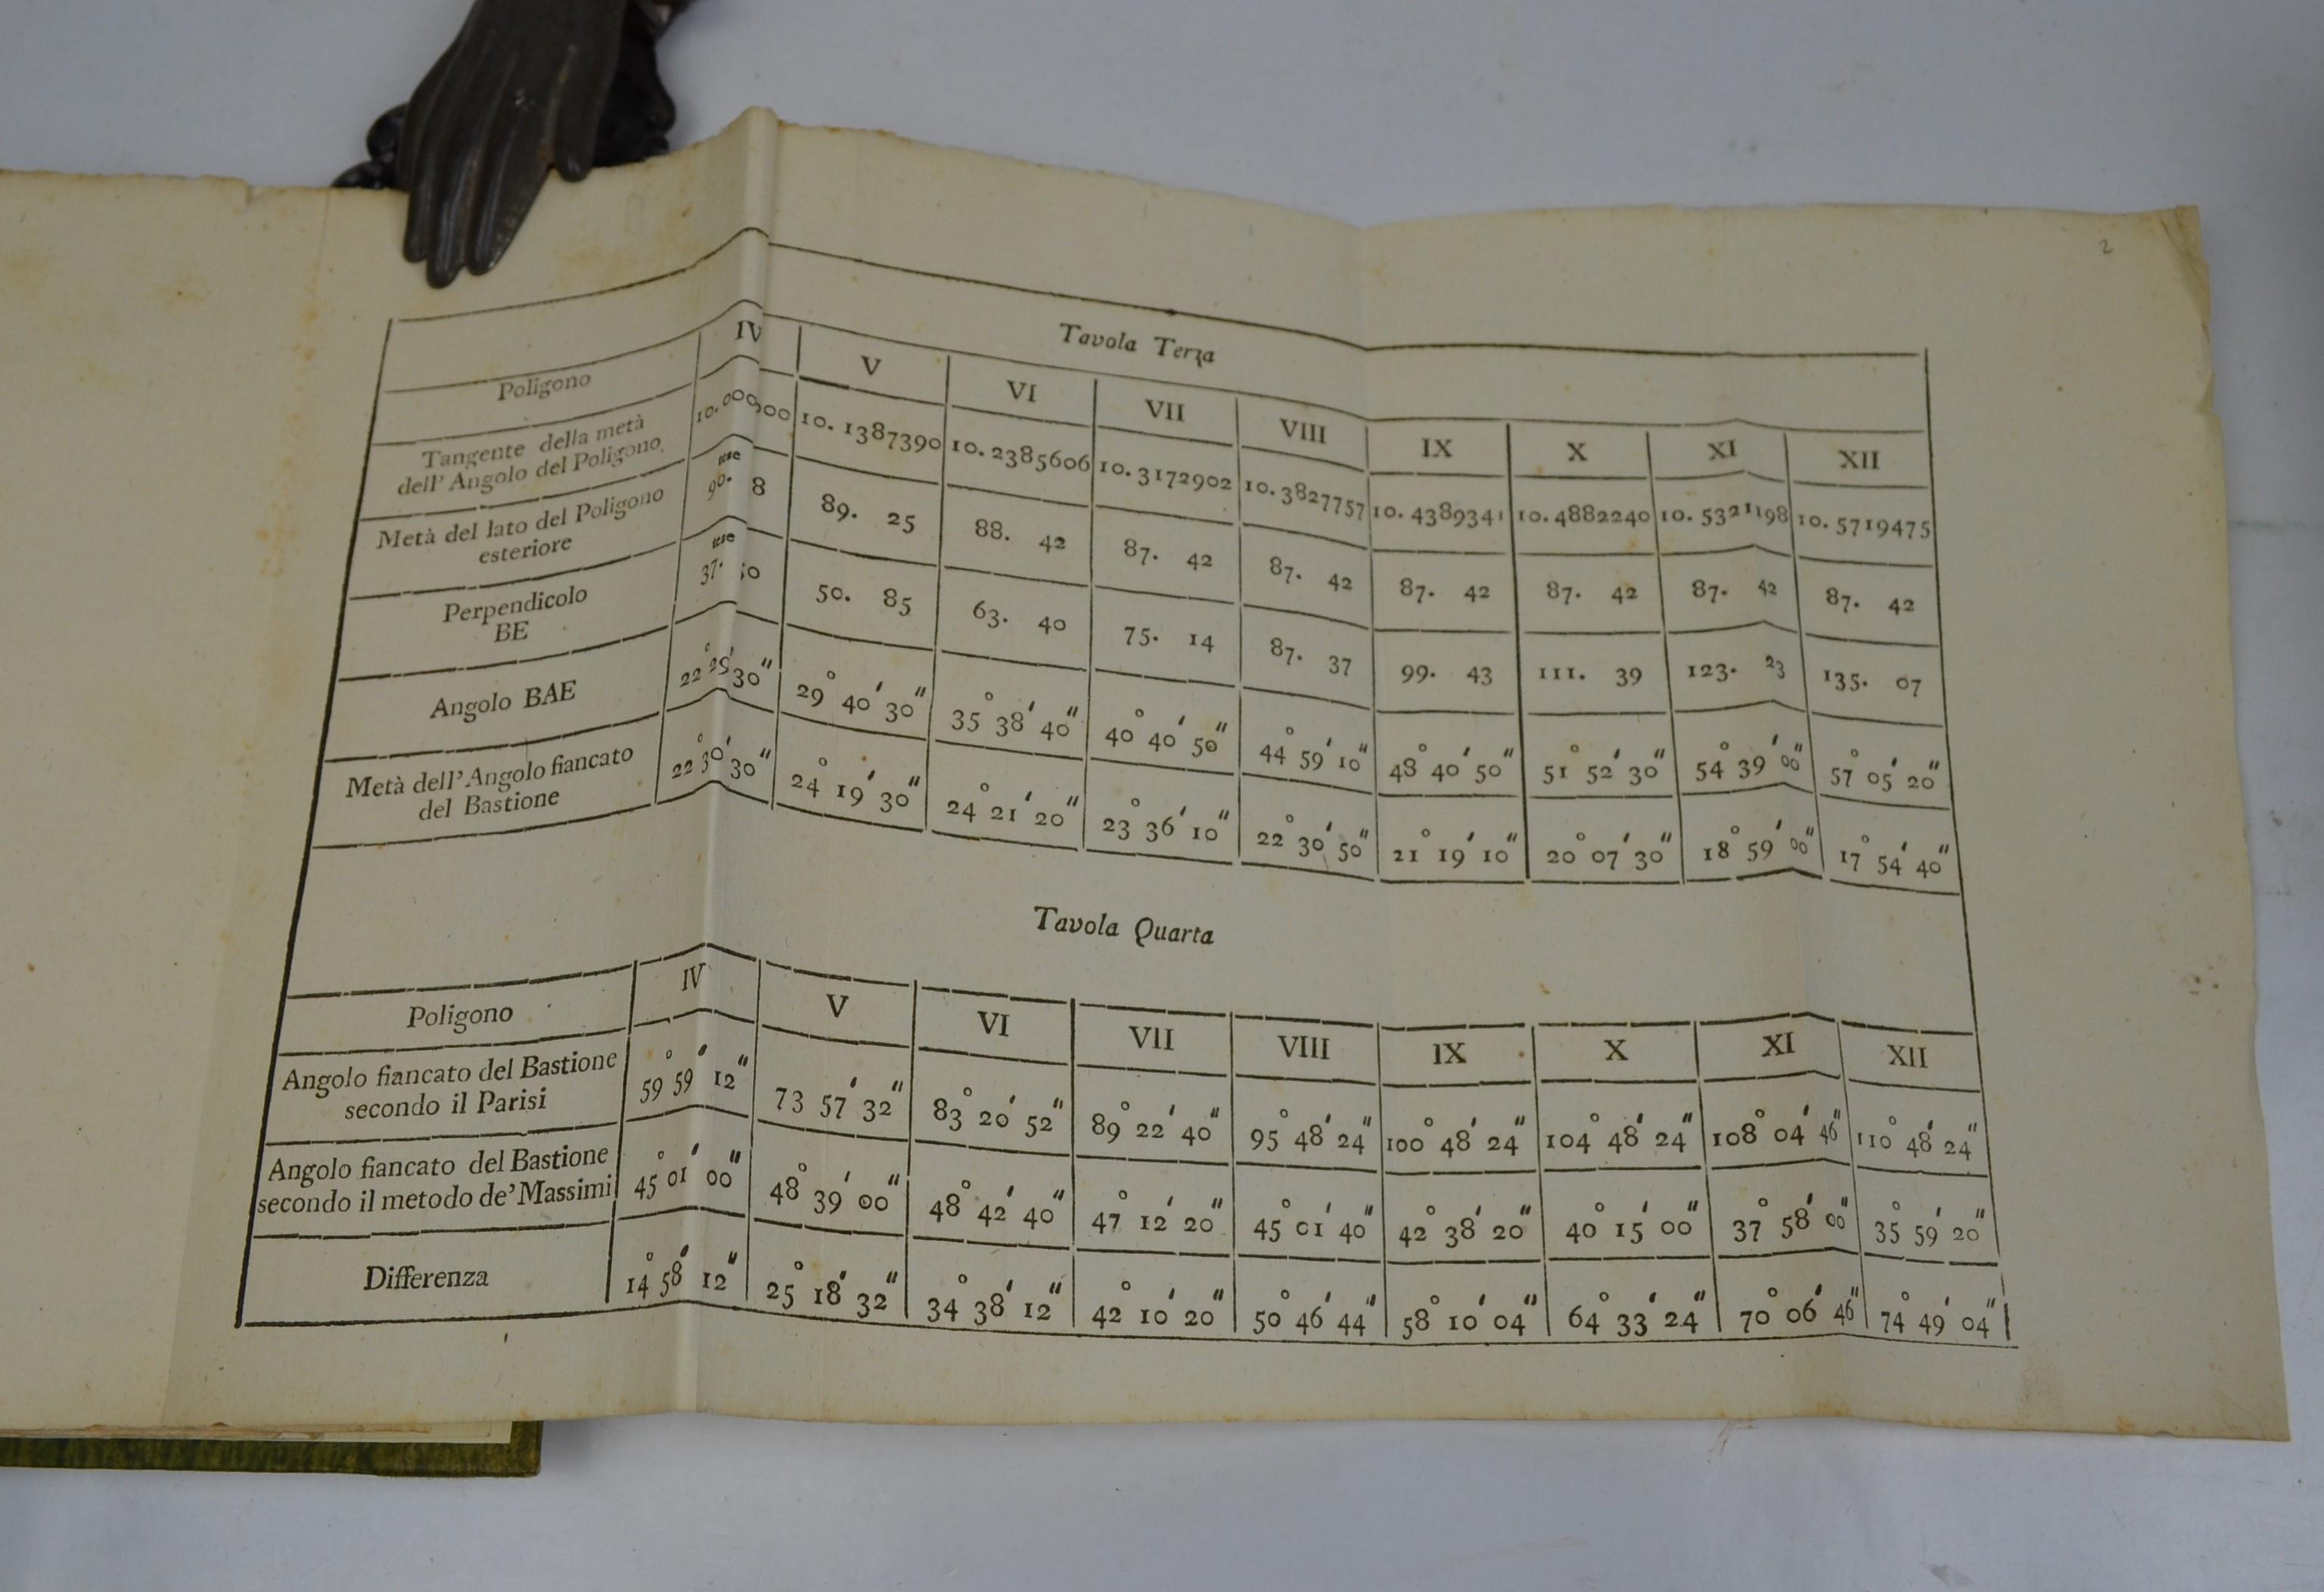 2
Tavola Terza
Poligono IV V VI VII VIII IX X XI XII
Tangente della metà
dell' Angolo del Poligono 10. 1387390 10. 2385606 10. 3172902 10. 3827757 10. 4389341 10. 4882240 10. 5321198 10. 5719475
Metà del lato del Poligono
esteriore 90. 8 89. 25 88. 42 87. 42 87. 42 87. 42 87. 42 87. 42 87. 42
Perpendicolo
BE 37. 50. 85 63. 40 75. 14 87. 37 99. 43 111. 39 123. 23 135. 07
Angolo BAE 22° 29' 30" 29° 40' 30" 35° 38' 40" 40° 40' 50" 44° 59' 10" 48° 40' 50" 51° 52' 30" 54° 39' 00" 57° 05' 20"
Metà dell' Angolo fiancato
del Bastione 22° 30' 30" 24° 19' 30" 24° 21' 20" 23° 36' 10" 22° 30' 50" 21° 19' 10" 20° 07' 30" 18° 59' 00" 17° 54' 40"
Tavola Quarta
Poligono IV V VI VII VIII IX X XI XII
Angolo fiancato del Bastione
secondo il Parisi 59° 59' 12" 73 57' 32" 83° 20' 52" 89° 22' 40" 95° 48' 24" 100° 48' 24" 104° 48' 24" 108° 04' 46" 110° 48' 24"
Angolo fiancato del Bastione
secondo il metodo de' Massimi 45° 01' 00" 48° 39' 00" 48° 42' 40" 47° 12' 20" 45° 01' 40" 42° 38' 20" 40° 15' 00" 37° 58' 00" 35° 59' 20"
Differenza 14° 58' 12" 25° 18' 32" 34° 38' 12" 42° 10' 20" 50° 46' 44" 58° 10' 04" 64° 33' 24" 70° 06' 46" 74° 49' 04"